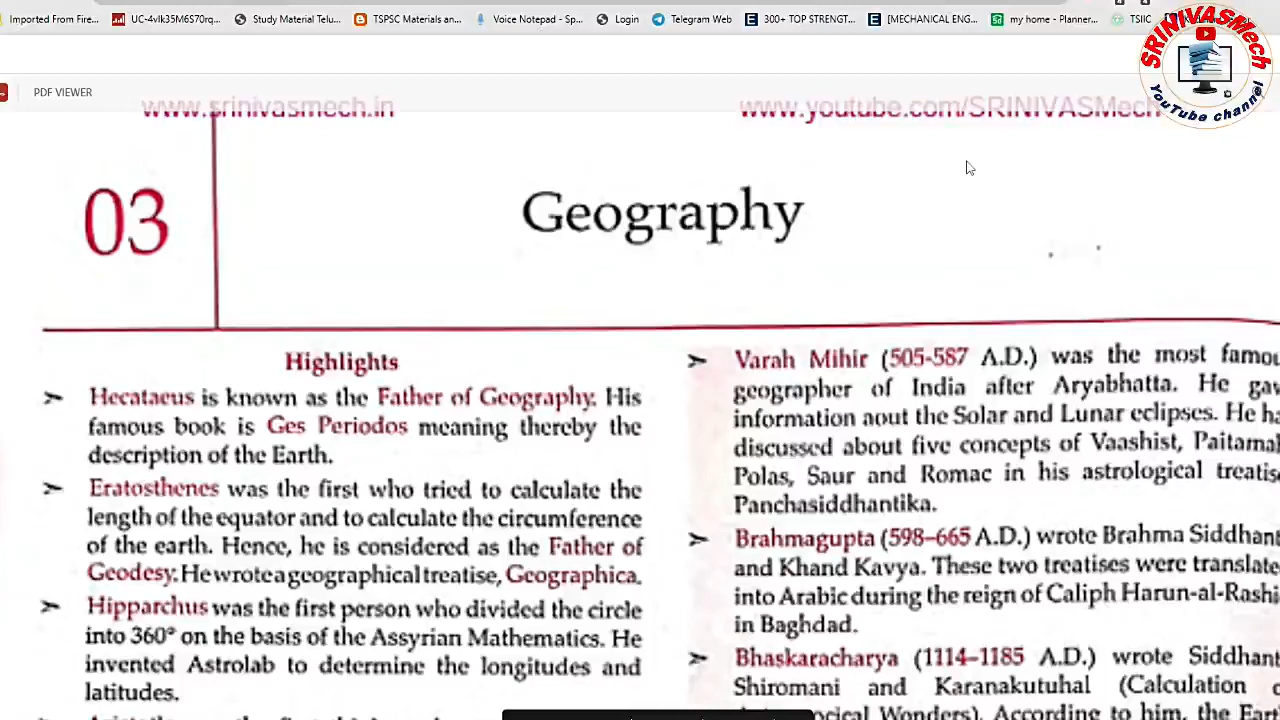 Imported From Fire...
UC-4vIk35M6S70rq...
Study Material Telu...
TSPSC Materials an...
Voice Notepad - Sp...
Login
Telegram Web
300+ TOP STRENGT...
[MECHANICAL ENG...
my home - Planner...
TSIIC
SRINIVASMech
YouTube channel
PDF VIEWER
www.srinivasmech.in
www.youtube.com/SRINIVASMech
03
Geography
Highlights
➢ Hecataeus is known as the Father of Geography. His
famous book is Ges Periodos meaning thereby the
description of the Earth.
➢ Eratosthenes was the first who tried to calculate the
length of the equator and to calculate the circumference
of the earth. Hence, he is considered as the Father of
Geodesy. He wrote a geographical treatise, Geographica.
➢ Hipparchus was the first person who divided the circle
into 360° on the basis of the Assyrian Mathematics. He
invented Astrolab to determine the longitudes and
latitudes.
➢ Varah Mihir (505-587 A.D.) was the most famou
geographer of India after Aryabhatta. He gav
information aout the Solar and Lunar eclipses. He ha
discussed about five concepts of Vaashist, Paitamah
Polas, Saur and Romac in his astrological treatise
Panchasiddhantika.
➢ Brahmagupta (598–665 A.D.) wrote Brahma Siddhant
and Khand Kavya. These two treatises were translate
into Arabic during the reign of Caliph Harun-al-Rashi
in Baghdad.
➢ Bhaskaracharya (1114–1185 A.D.) wrote Siddhant
Shiromani and Karanakutuhal (Calculation o
Wonders). According to him, the Eart